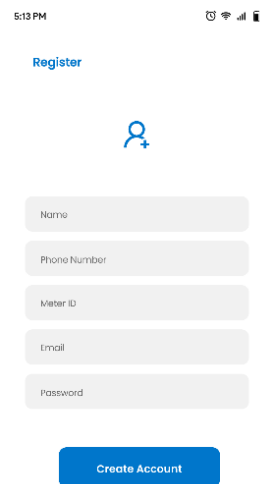 5:13 PM
Register
Name
Phone Number
Meter ID
Email
Password
Create Account